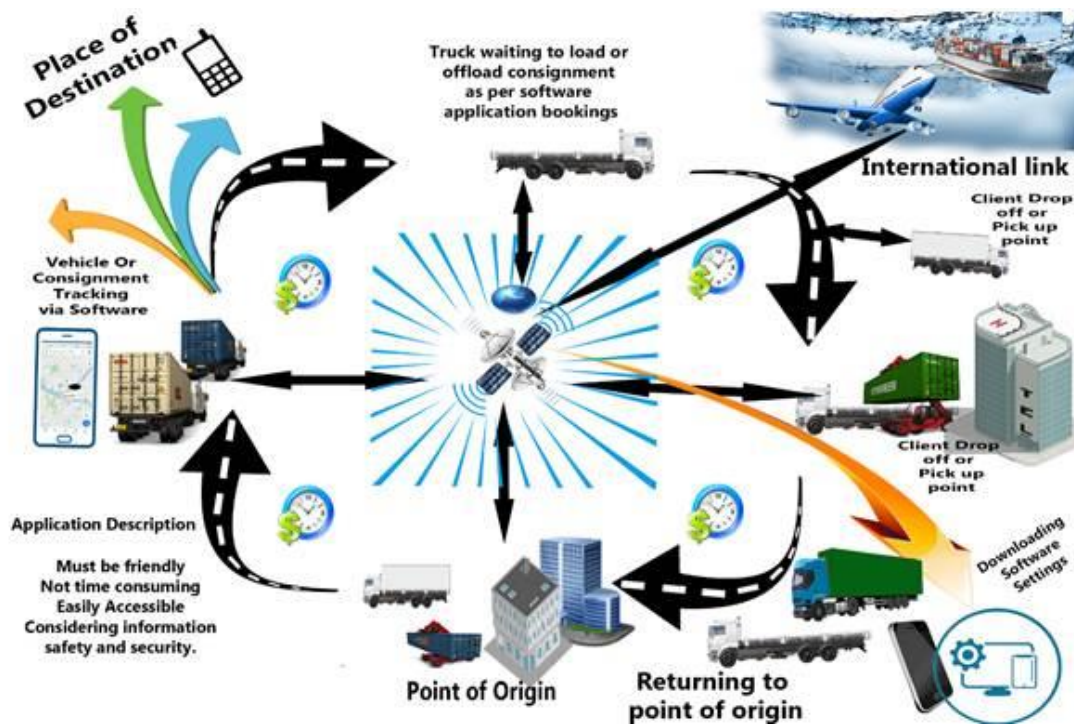 Place of
Destination
Truck waiting to load or
offload consignment
as per software
application bookings
International link
Client Drop
off or
Pick up
point
Vehicle Or
Consignment
Tracking
via Software
H
Client Drop
off or
Pick up
point
Application Description
Must be friendly
Not time consuming
Easily Accessible
Considering information
safety and security.
Downloading
Software
Settings
Point of Origin
Returning to
point of origin